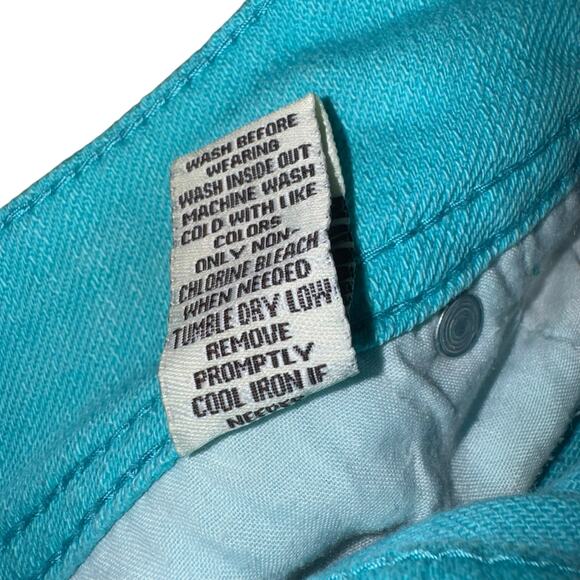 WASH BEFORE
WEARING
WASH INSIDE OUT
MACHINE WASH
COLD WITH LIKE
COLORS
ONLY NON-
CHLORINE BLEACH
WHEN NEEDED
TUMBLE DRY LOW
REMOVE
PROMPTLY
COOL IRON IF
NEEDED